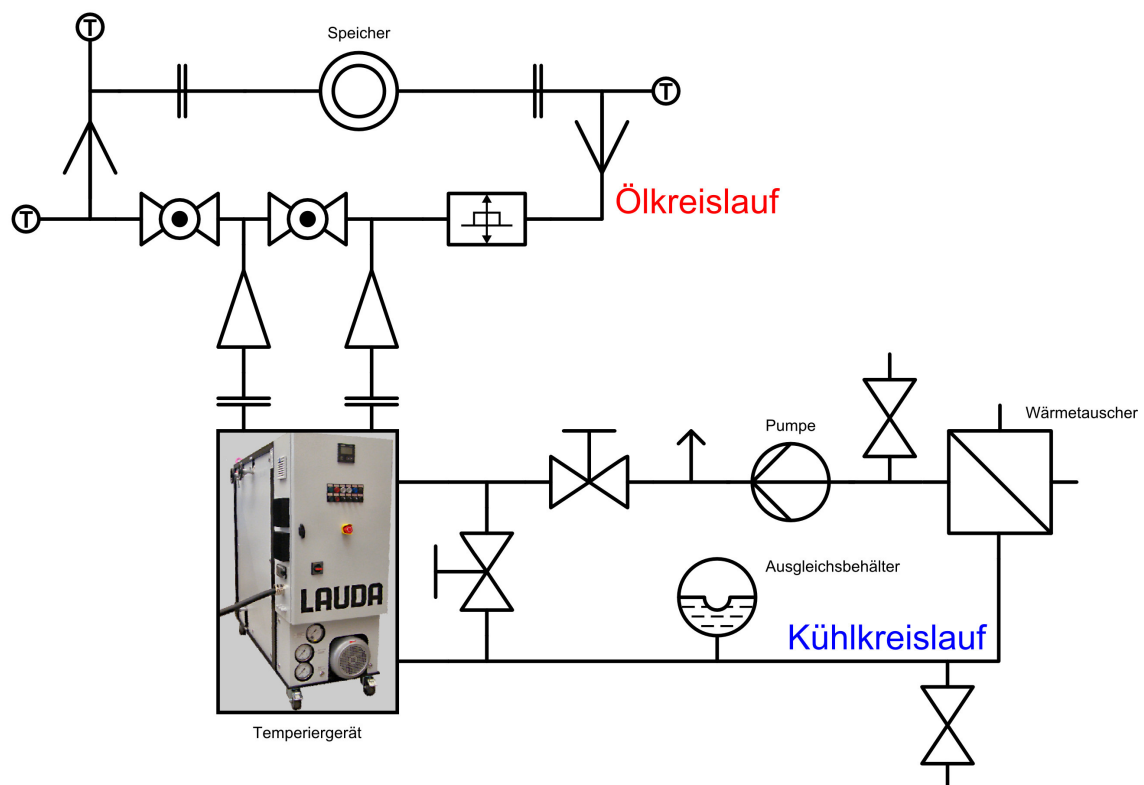 T
Speicher
T
T
Ölkreislauf
Pumpe
Wärmetauscher
LAUDA
Ausgleichsbehälter
Kühlkreislauf
Temperiergerät